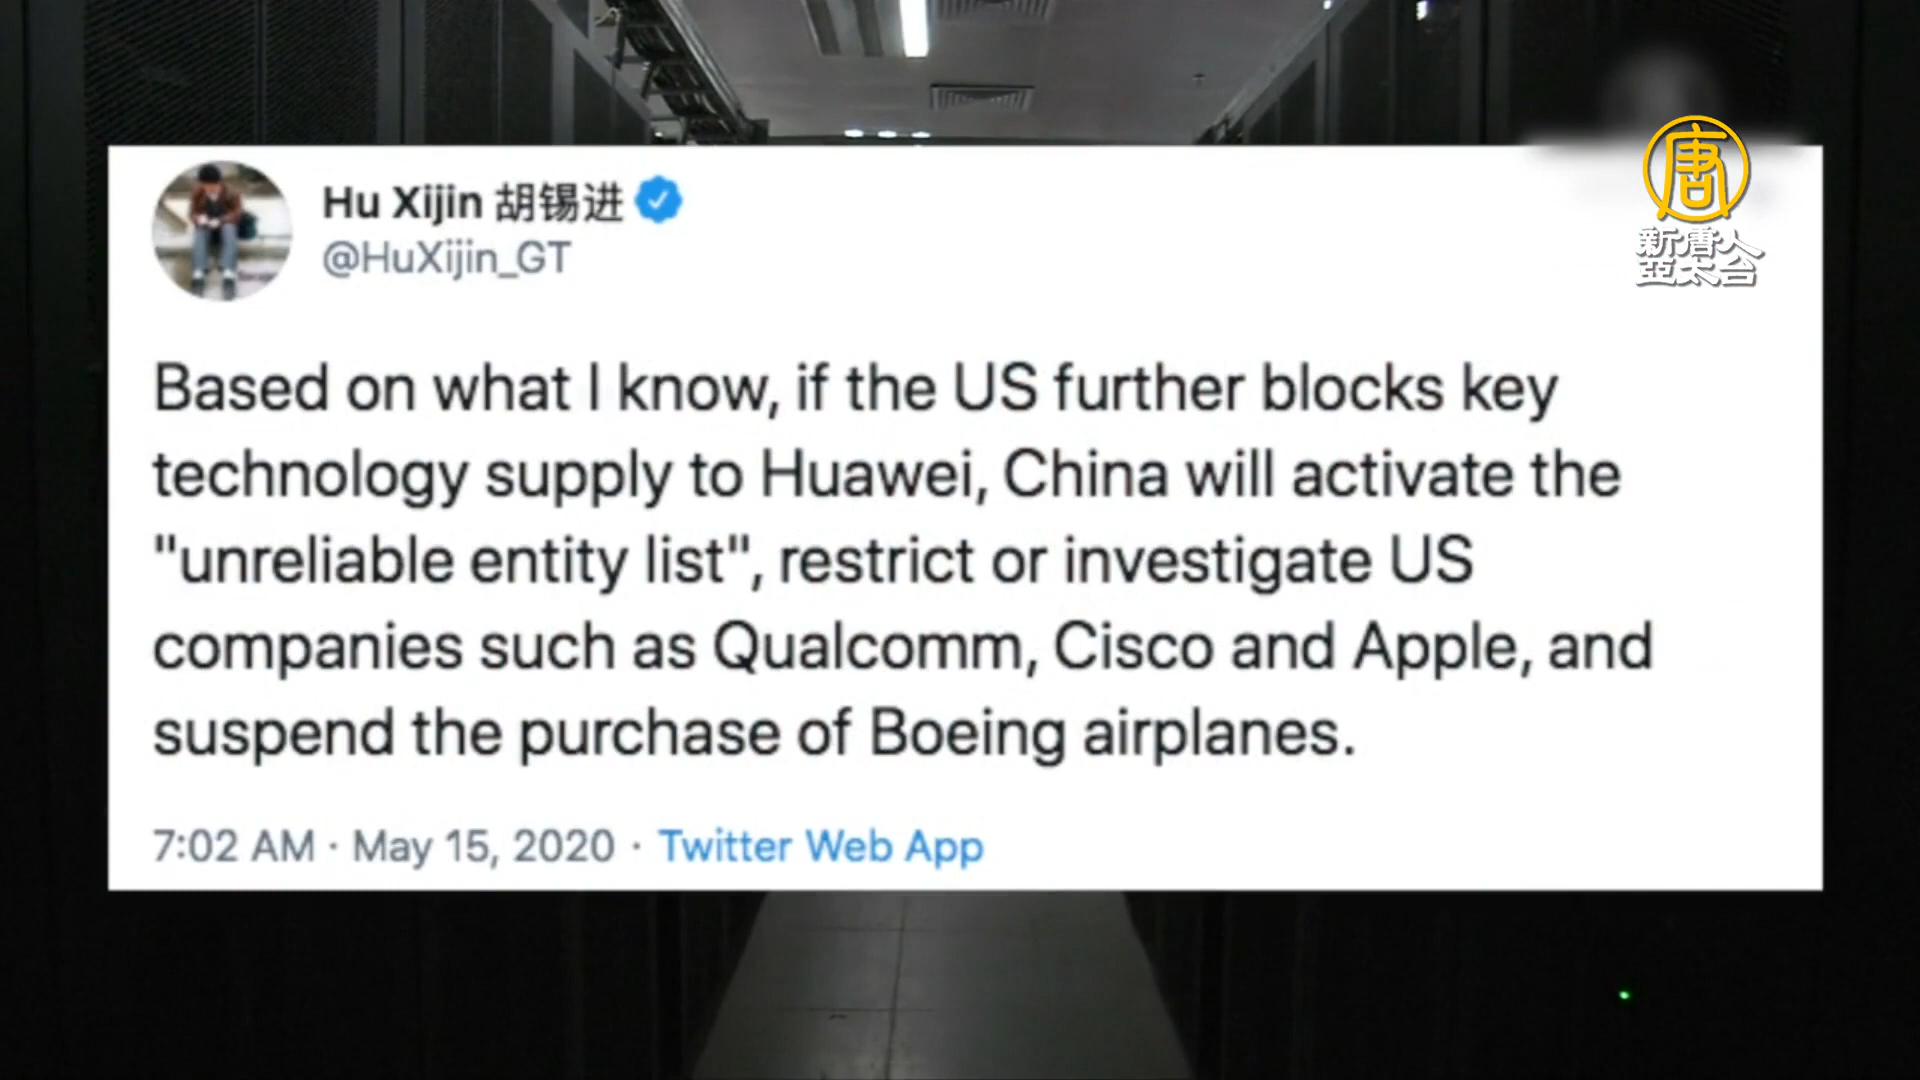 唐
新唐人
亞太台
Hu Xijin 胡锡进
@HuXijin_GT
Based on what I know, if the US further blocks key
technology supply to Huawei, China will activate the
"unreliable entity list", restrict or investigate US
companies such as Qualcomm, Cisco and Apple, and
suspend the purchase of Boeing airplanes.
7:02 AM · May 15, 2020 · Twitter Web App